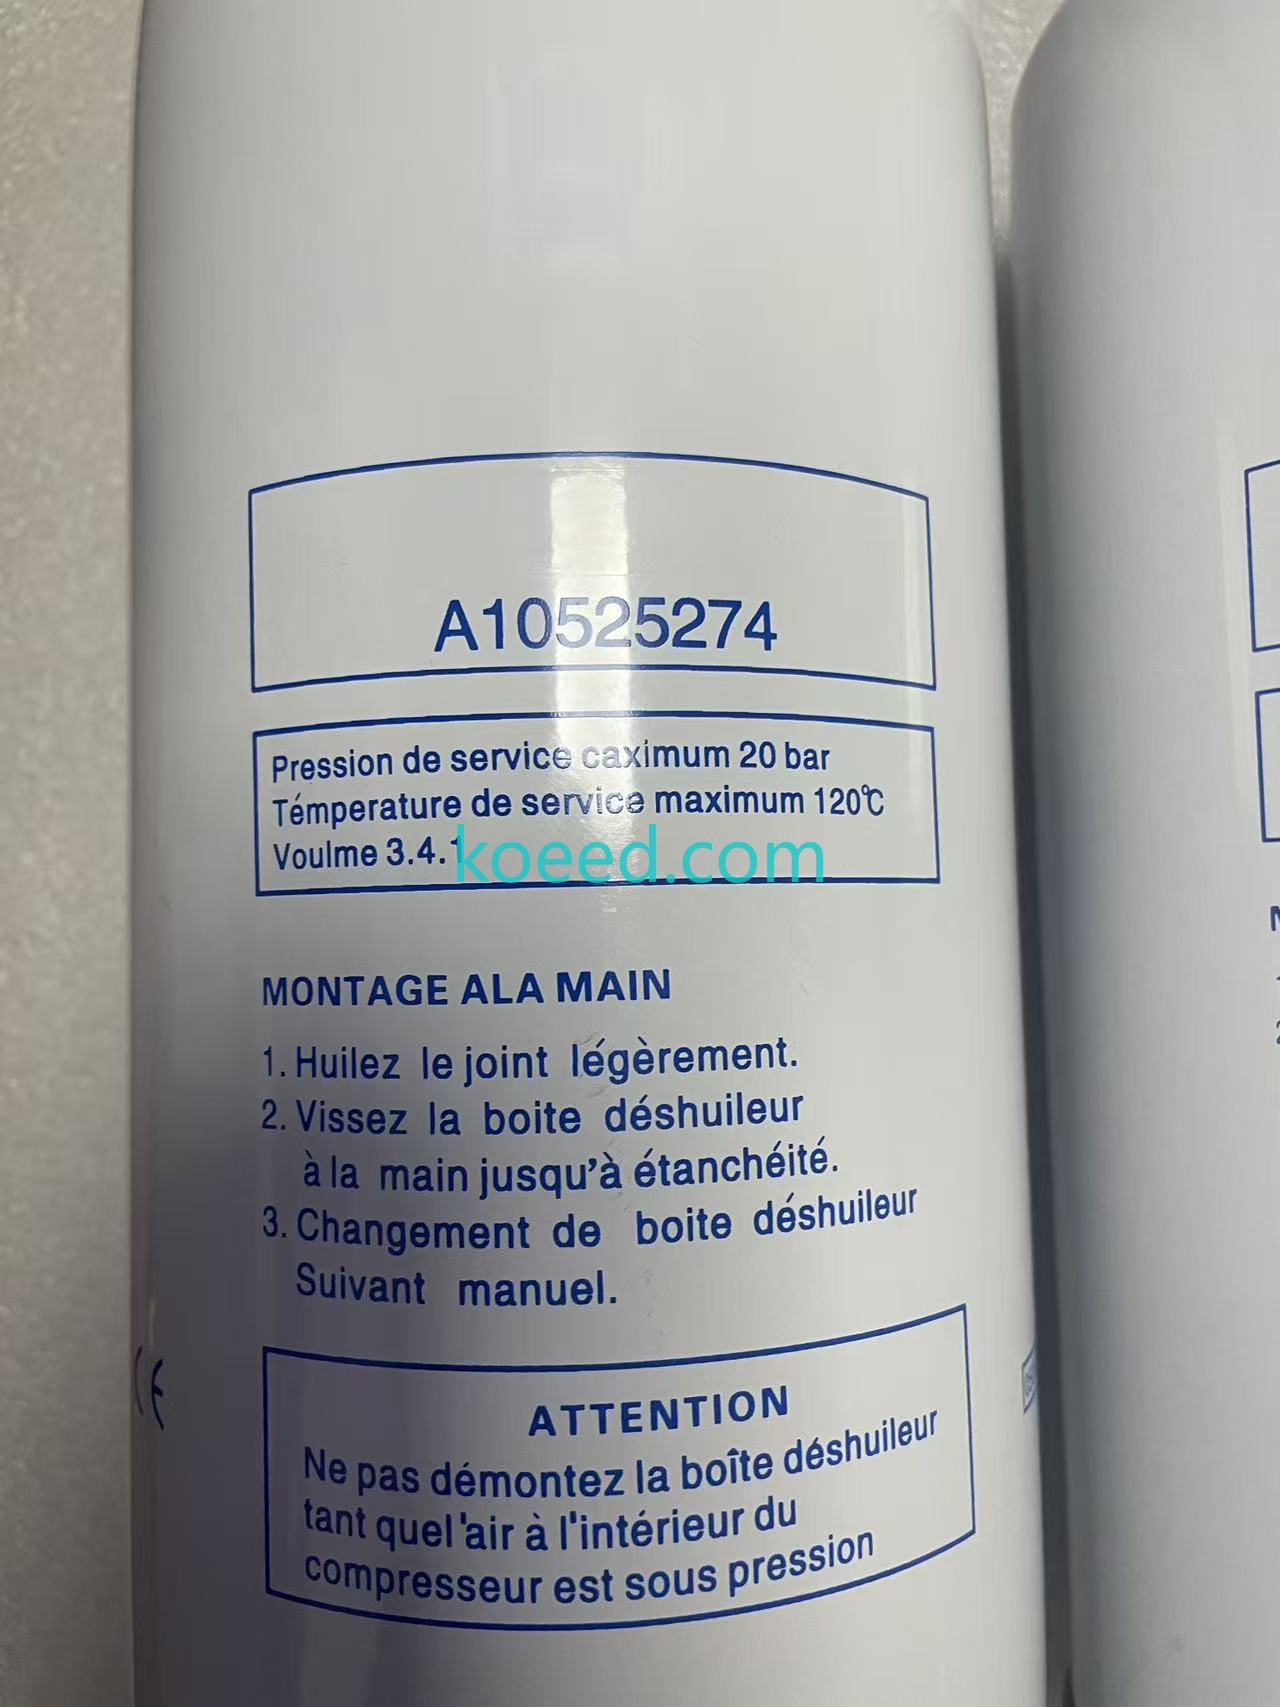 A10525274
Pression de service caximum 20 bar
Témperature de service maximum 120℃
Voulme 3.4.1
koeed.com
MONTAGE ALA MAIN
1. Huilez le joint légèrement.
2. Vissez la boite déshuileur
à la main jusqu'à étanchéité.
3. Changement de boite déshuileur
Suivant manuel.
CE
ATTENTION
Ne pas démontez la boîte déshuileur
tant quel'air à l'intérieur du
compresseur est sous pression